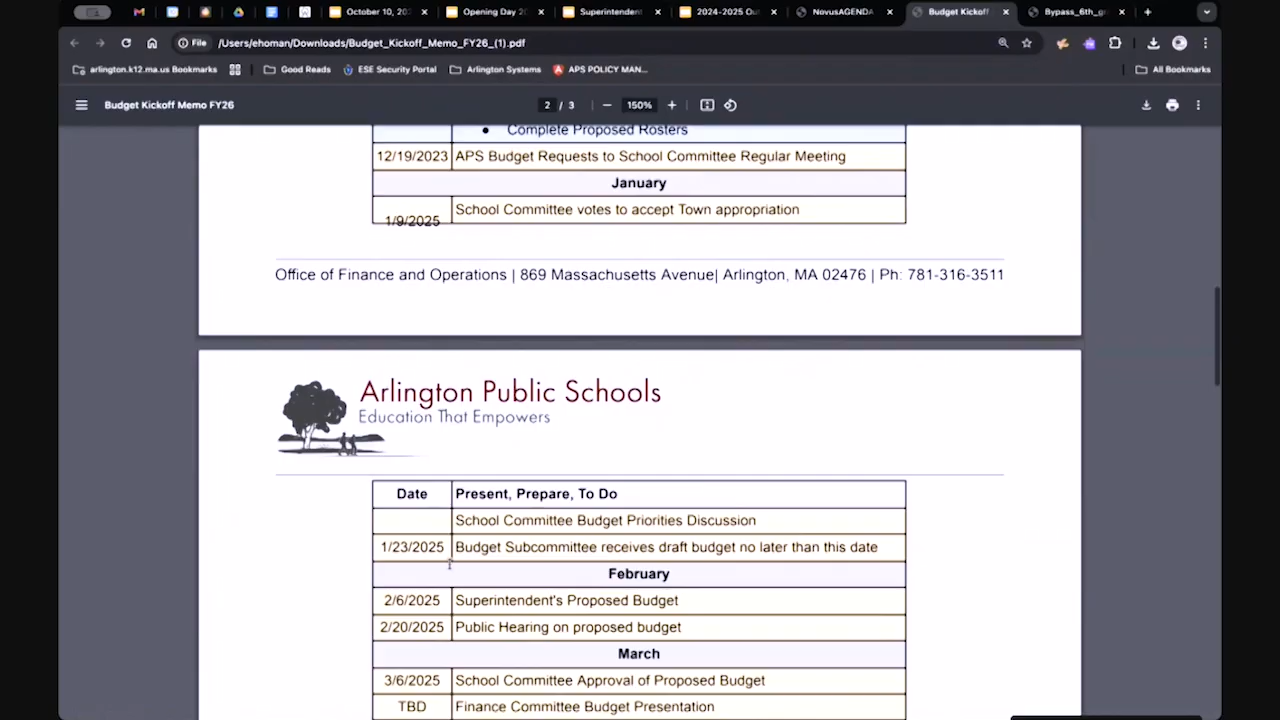 October 10, 202
Opening Day 2
Superintendent
2024-2025 Ou
NovusAGENDA
Budget Kickoff
Bypass_6th_gr
File
/Users/ehoman/Downloads/Budget_Kickoff_Memo_FY26_(1).pdf
arlington.k12.ma.us Bookmarks
Good Reads
ESE Security Portal
Arlington Systems
APS POLICY MAN...
All Bookmarks
Budget Kickoff Memo FY26
2 / 3
150%
• Complete Proposed Rosters
12/19/2023 APS Budget Requests to School Committee Regular Meeting
January
1/9/2025 School Committee votes to accept Town appropriation
Office of Finance and Operations | 869 Massachusetts Avenue| Arlington, MA 02476 | Ph: 781-316-3511
Arlington Public Schools
Education That Empowers
Date Present, Prepare, To Do
School Committee Budget Priorities Discussion
1/23/2025 Budget Subcommittee receives draft budget no later than this date
February
2/6/2025 Superintendent's Proposed Budget
2/20/2025 Public Hearing on proposed budget
March
3/6/2025 School Committee Approval of Proposed Budget
TBD Finance Committee Budget Presentation